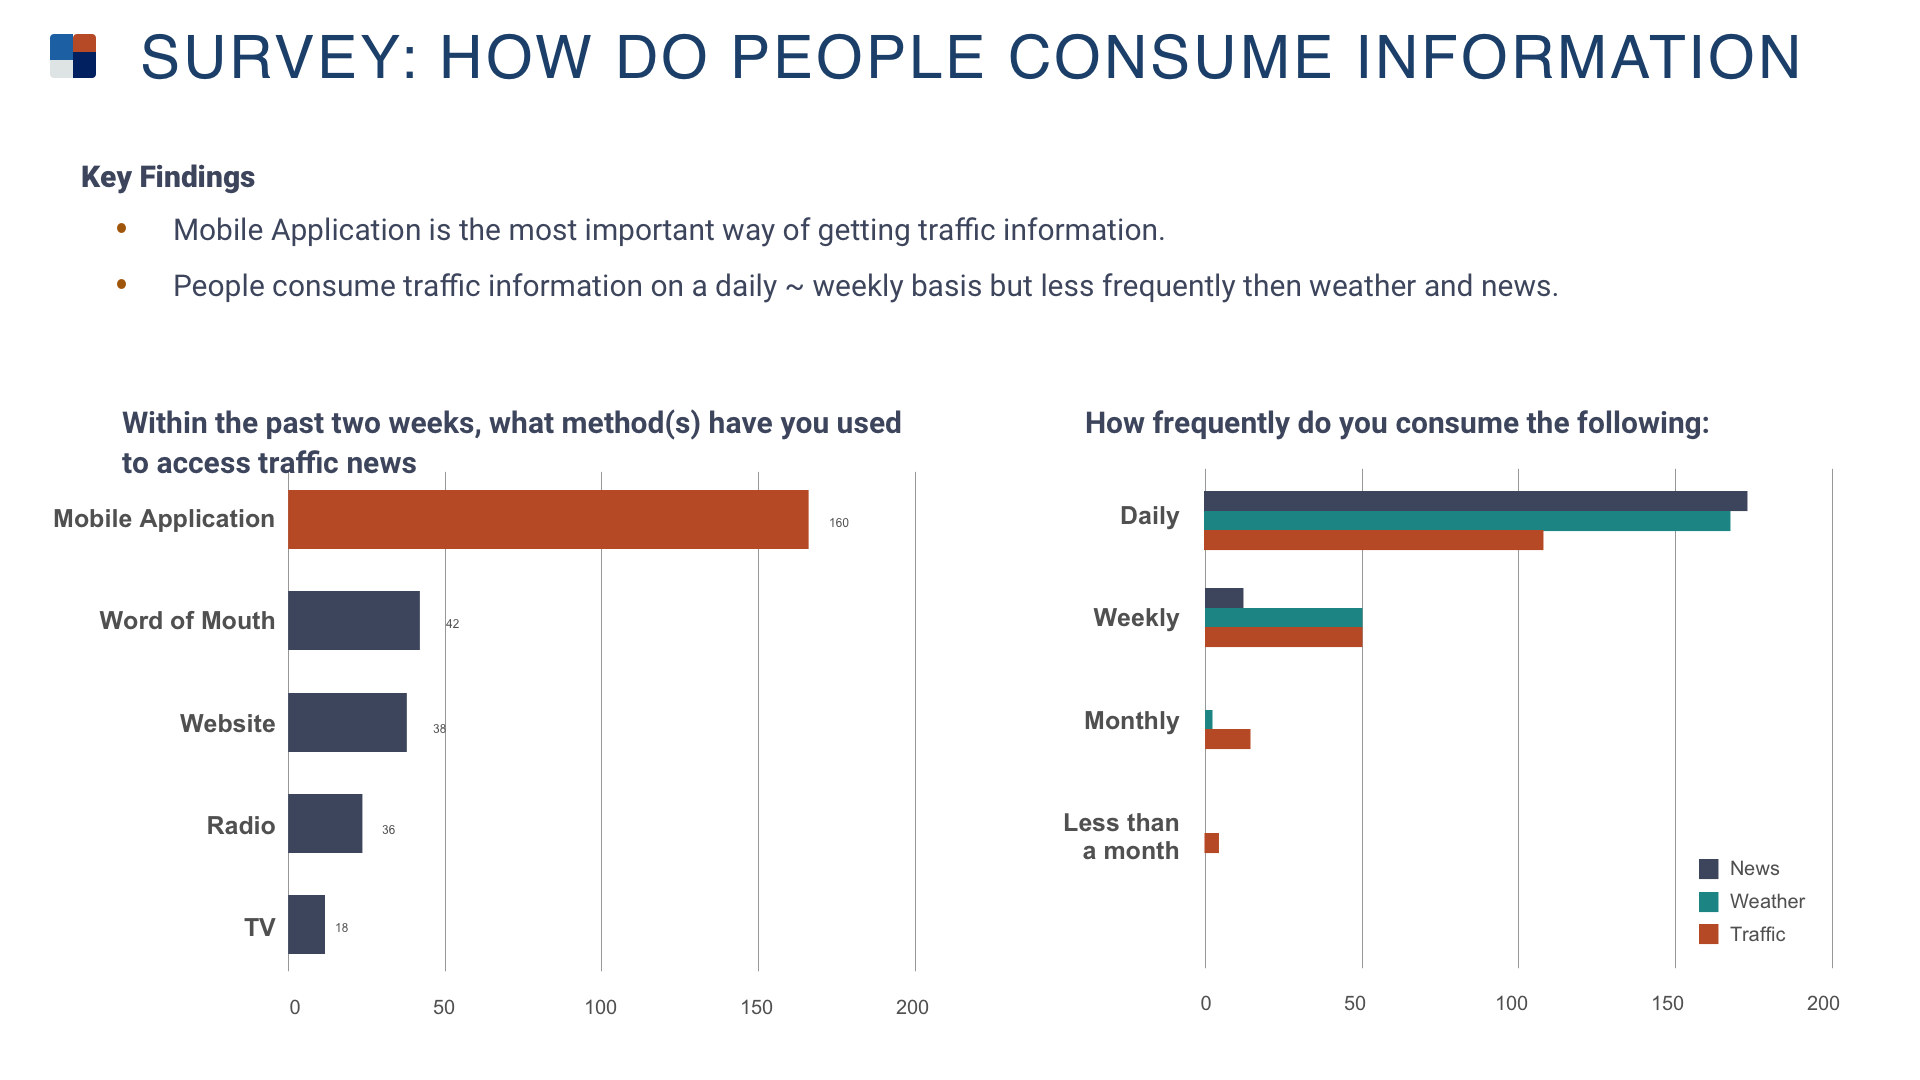 SURVEY: HOW DO PEOPLE CONSUME INFORMATION
Key Findings
• Mobile Application is the most important way of getting traffic information.
• People consume traffic information on a daily ~ weekly basis but less frequently then weather and news.
Within the past two weeks, what method(s) have you used
to access traffic news
Mobile Application
160
Word of Mouth
42
Website
38
Radio
36
TV
18
0 50 100 150 200
How frequently do you consume the following:
Daily
Weekly
Monthly
Less than
a month
News
Weather
Traffic
0 50 100 150 200